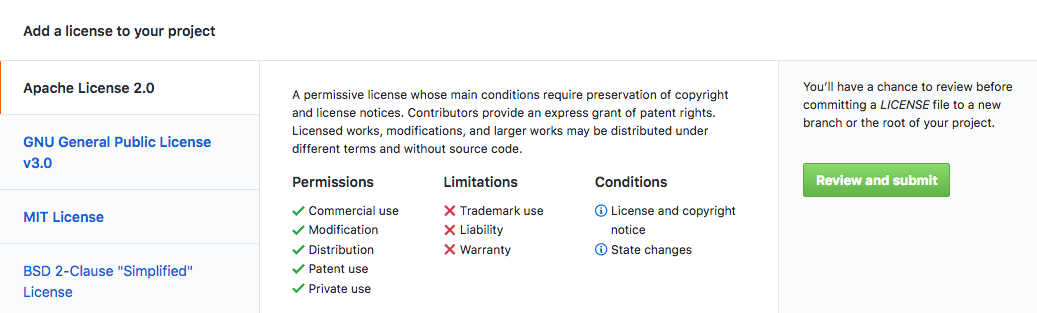 Add a license to your project
Apache License 2.0
GNU General Public License
v3.0
MIT License
BSD 2-Clause "Simplified"
License
A permissive license whose main conditions require preservation of copyright
and license notices. Contributors provide an express grant of patent rights.
Licensed works, modifications, and larger works may be distributed under
different terms and without source code.
Permissions
Commercial use
Modification
Distribution
Patent use
Private use
Limitations
Trademark use
Liability
Warranty
Conditions
License and copyright
notice
State changes
You’ll have a chance to review before
committing a LICENSE file to a new
branch or the root of your project.
Review and submit